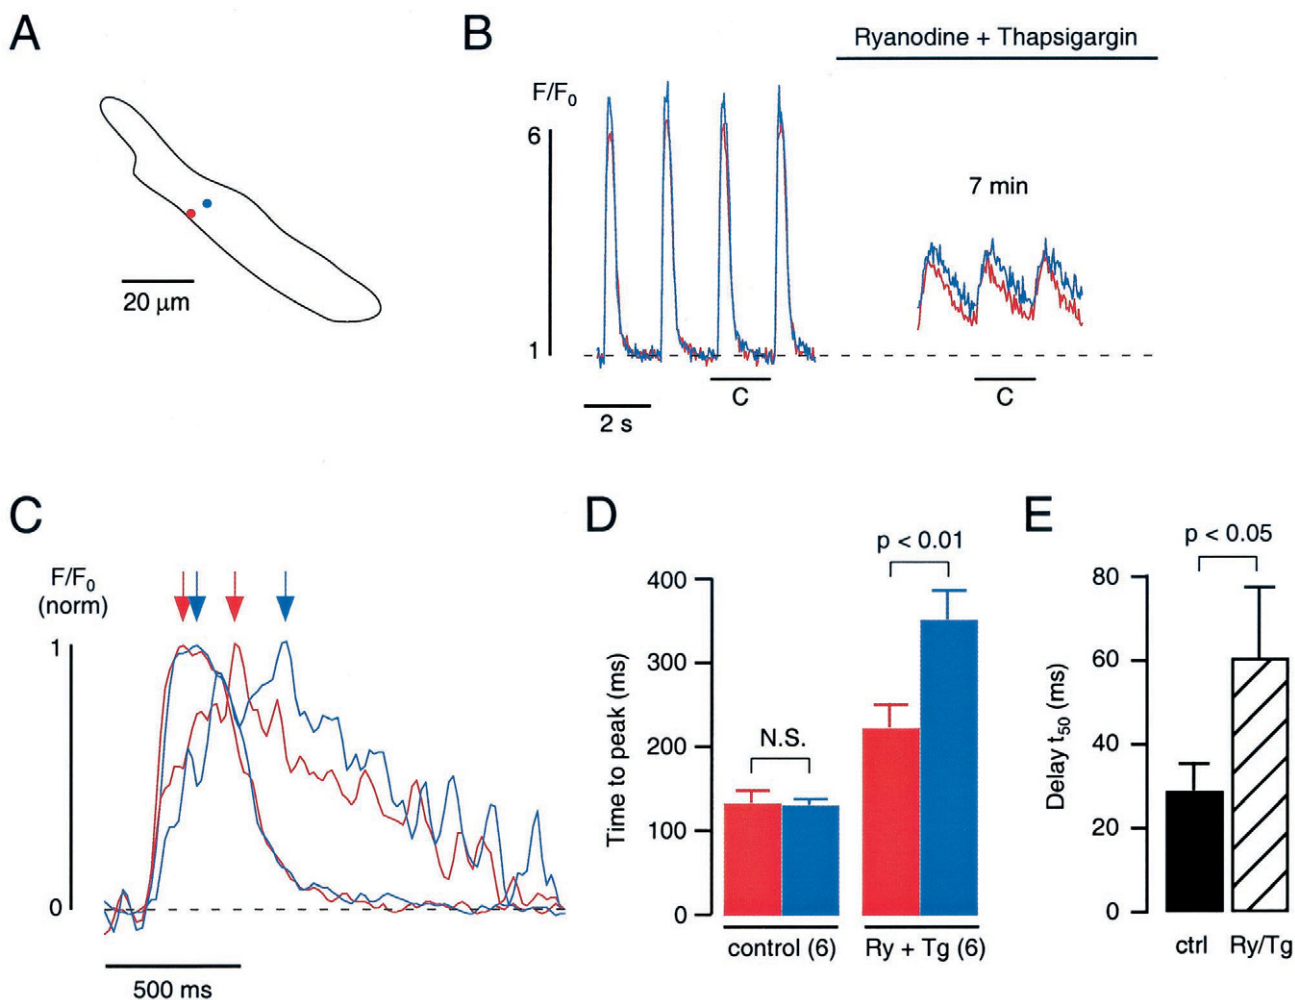 A
20 μm
B
Ryanodine + Thapsigargin
F/F0
6
7 min
1
C
C
2 s
C
F/F0
(norm)
1
0
500 ms
D
Time to peak (ms)
400
300
200
100
0
N.S.
p < 0.01
control (6)
Ry + Tg (6)
E
Delay t50 (ms)
80
60
40
20
0
p < 0.05
ctrl
Ry/Tg